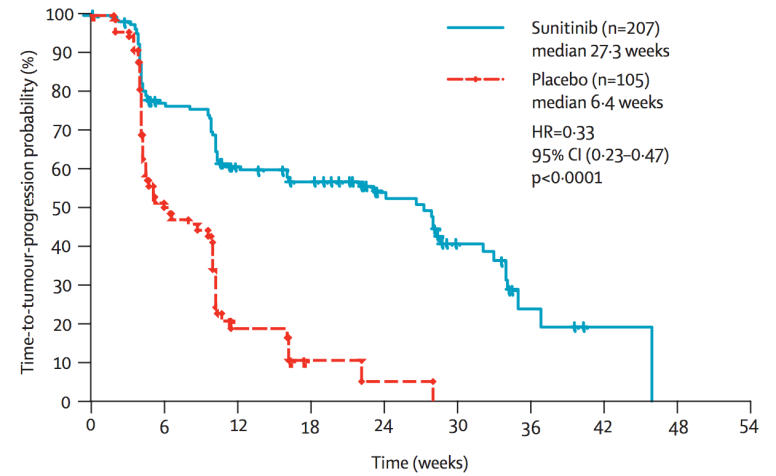 Time-to-tumour-progression probability (%)
100
90
80
70
60
50
40
30
20
10
0
Sunitinib (n=207)
median 27·3 weeks
Placebo (n=105)
median 6·4 weeks
HR=0·33
95% CI (0·23–0·47)
p<0·0001
0 6 12 18 24 30 36 42 48 54
Time (weeks)